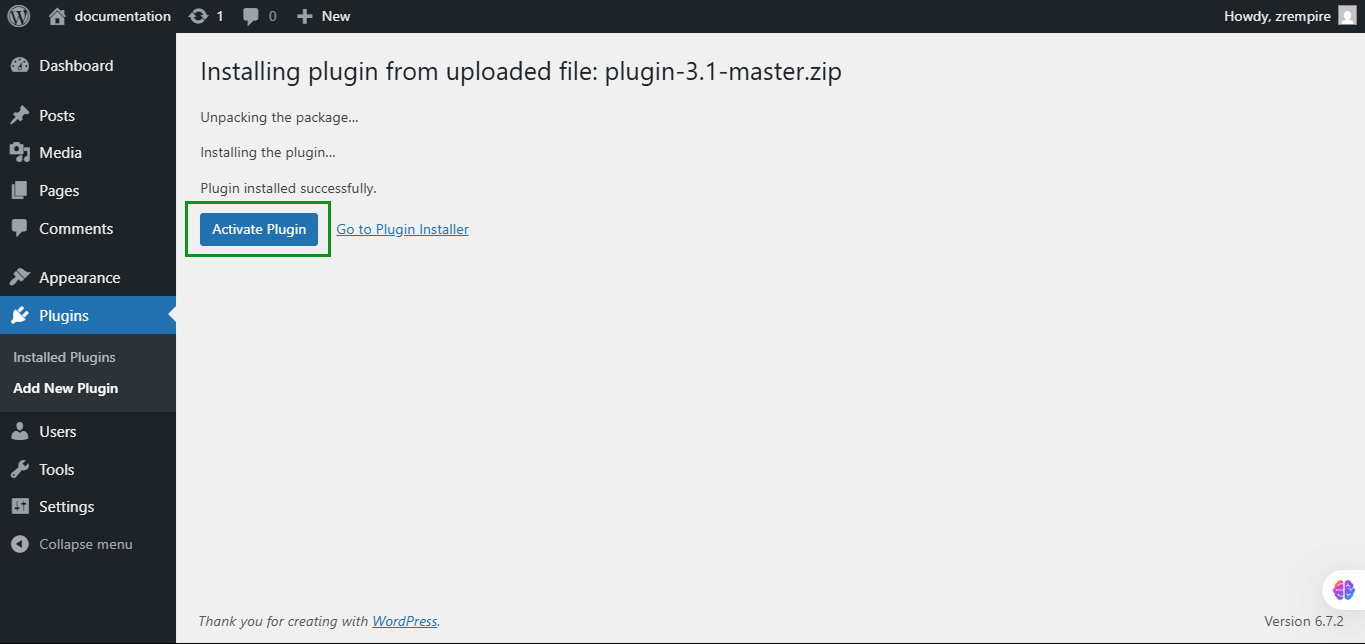 documentation 1 0 New Howdy, zrempire
Dashboard
Posts
Media
Pages
Comments
Appearance
Plugins
Installed Plugins
Add New Plugin
Users
Tools
Settings
Collapse menu
Installing plugin from uploaded file: plugin-3.1-master.zip
Unpacking the package...
Installing the plugin...
Plugin installed successfully.
Activate Plugin Go to Plugin Installer
Thank you for creating with WordPress. Version 6.7.2